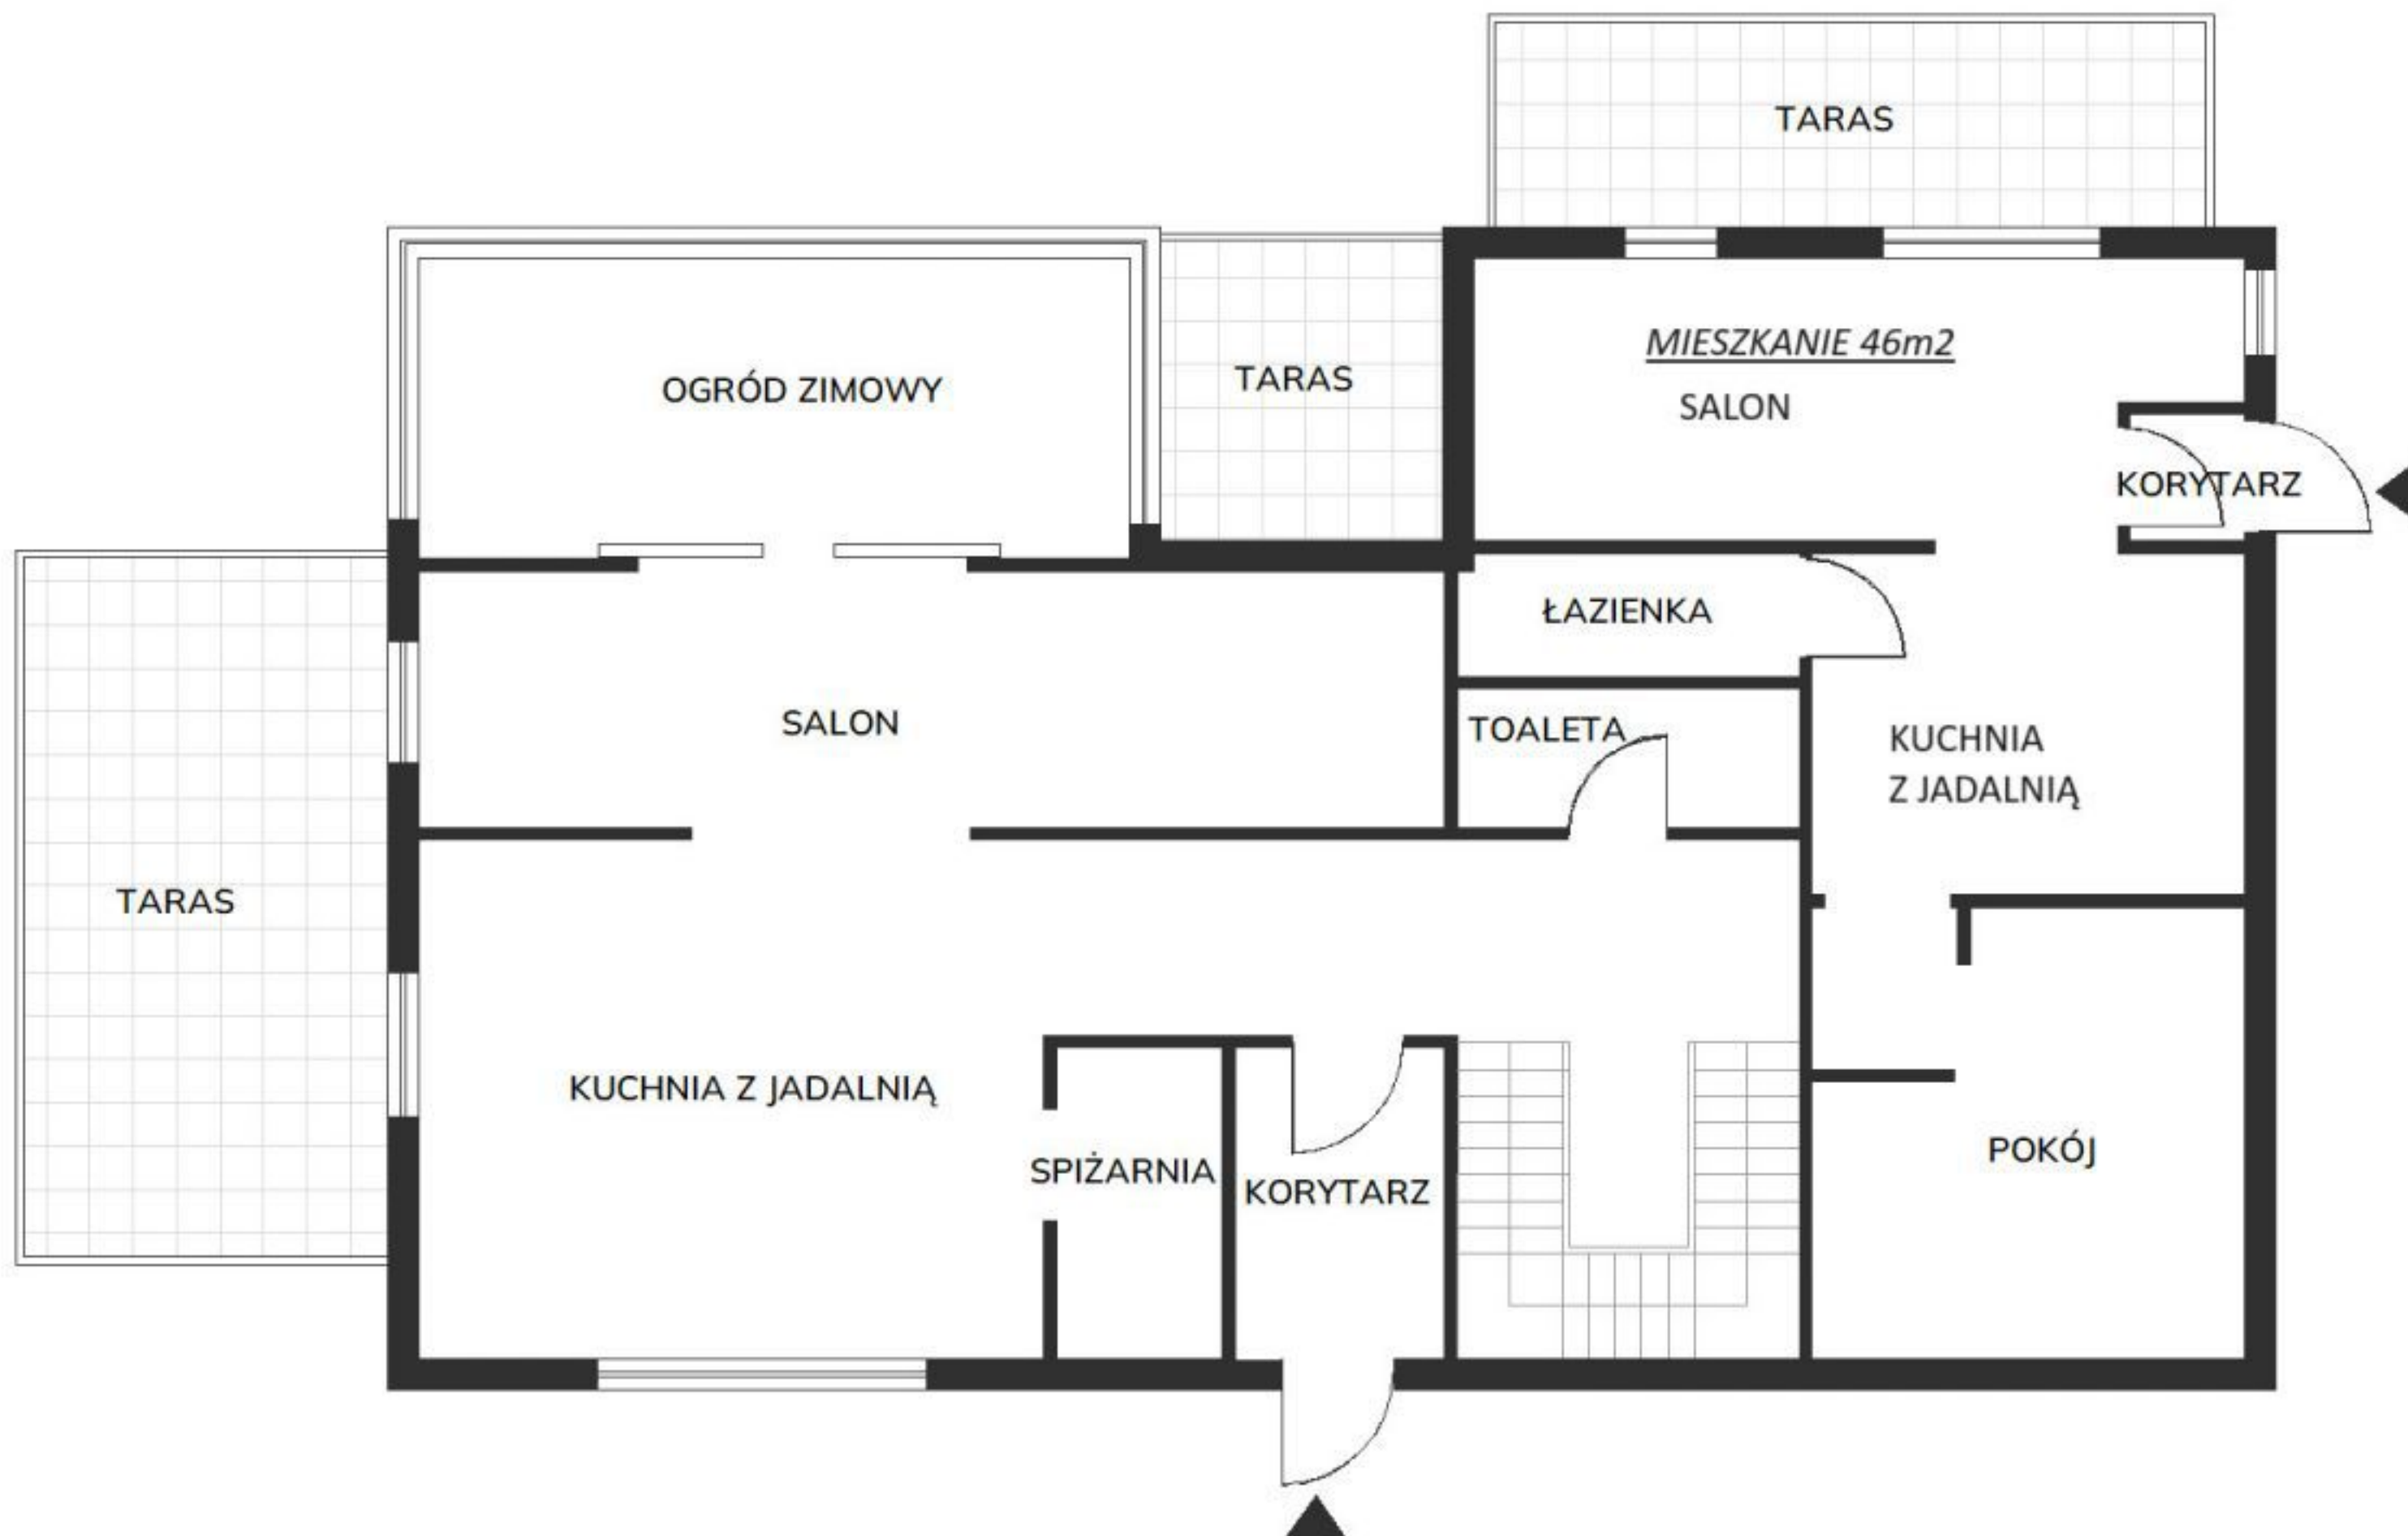 TARAS
MIESZKANIE 46m2
SALON
OGRÓD ZIMOWY
TARAS
KORYTARZ
ŁAZIENKA
SALON
TOALETA
KUCHNIA
Z JADALNIĄ
TARAS
KUCHNIA Z JADALNIĄ
SPIŻARNIA
KORYTARZ
POKÓJ